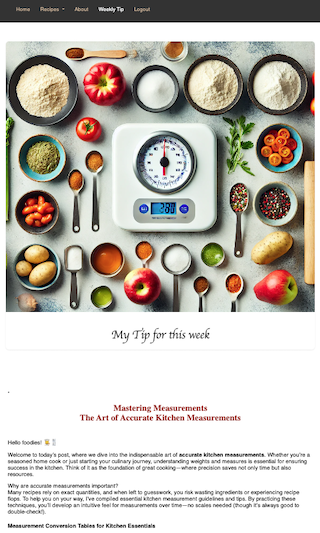 Home Recipes About Weekly Tip Logout
My Tip for this week
.
Mastering Measurements
The Art of Accurate Kitchen Measurements
Hello foodies!
Welcome to today's post, where we dive into the indispensable art of accurate kitchen measurements. Whether you're a
seasoned home cook or just starting your culinary journey, understanding weights and measures is essential for ensuring
success in the kitchen. Think of it as the foundation of great cooking—where precision saves not only time but also
resources.
Why are accurate measurements important?
Many recipes rely on exact quantities, and when left to guesswork, you risk wasting ingredients or experiencing recipe
flops. To help you on your way, I've compiled essential kitchen measurement guidelines and tips. By practicing these
techniques, you'll develop an intuitive feel for measurements over time—no scales needed (though it's always good to
double-check!).
Measurement Conversion Tables for Kitchen Essentials